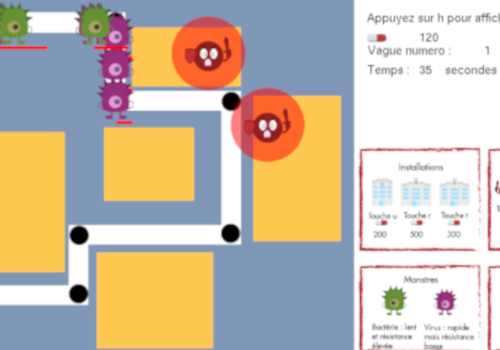 Appuyez sur h pour affich
120
Vague numero : 1
Temps : 35 secondes
Installations
Touche u
Touche r
Touche t
200
500
300
Monstres
Bactérie : lent
et résistance
élevée
Virus : rapide
mais résistance
basse